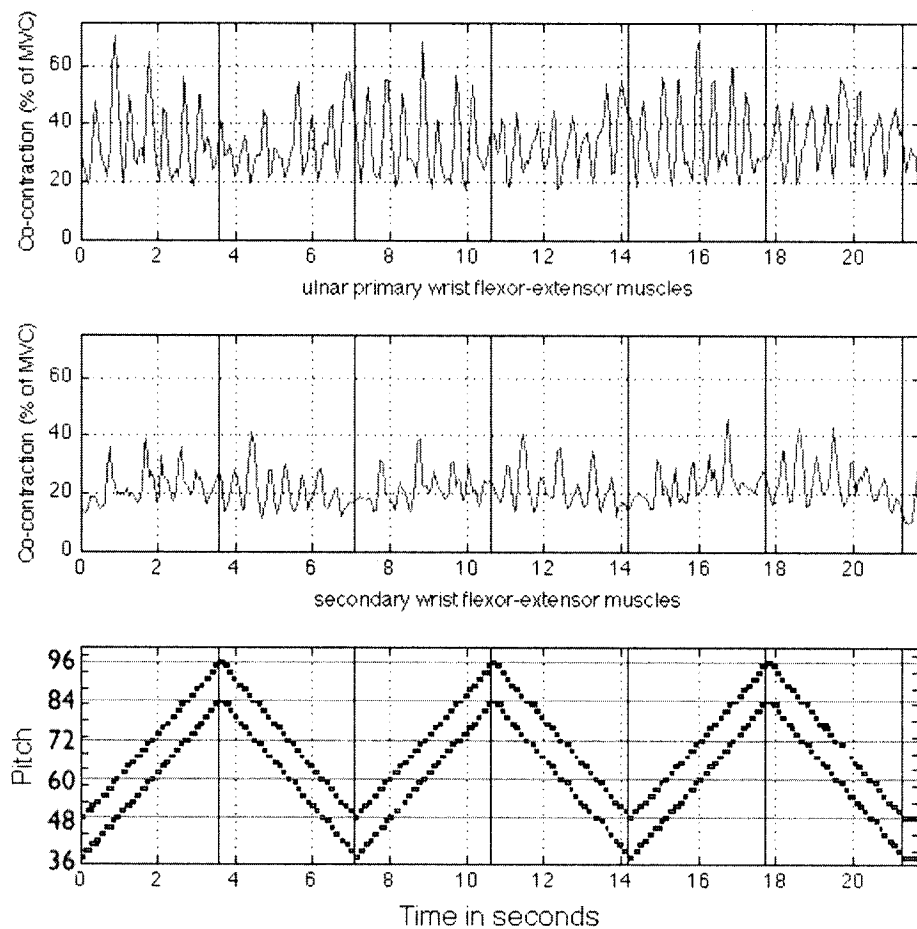 Co-contraction (% of MVC)
60
40
20
0
0 2 4 6 8 10 12 14 16 18 20
ulnar primary wrist flexor-extensor muscles
Co-contraction (% of MVC)
60
40
20
0
0 2 4 6 8 10 12 14 16 18 20
secondary wrist flexor-extensor muscles
Pitch
96
84
72
60
48
36
0 2 4 6 8 10 12 14 16 18 20
Time in seconds